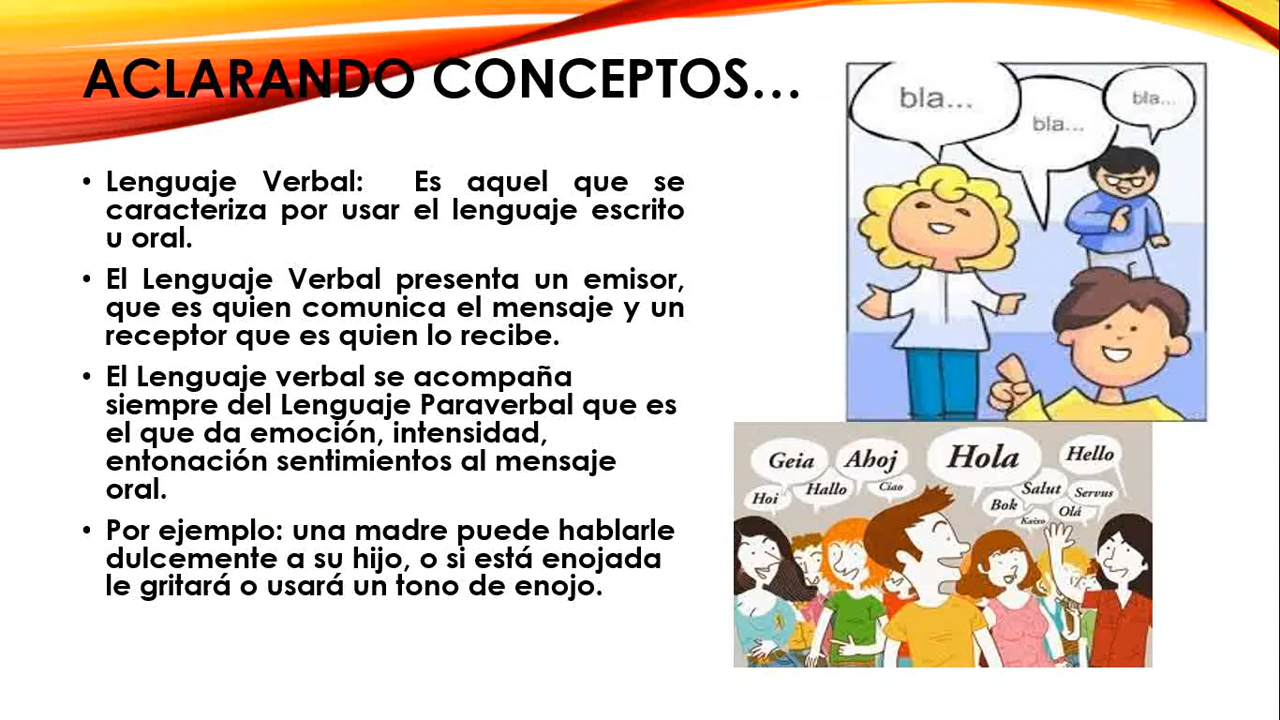 ACLARANDO CONCEPTOS...
• Lenguaje Verbal: Es aquel que se
caracteriza por usar el lenguaje escrito
u oral.
• El Lenguaje Verbal presenta un emisor,
que es quien comunica el mensaje y un
receptor que es quien lo recibe.
• El Lenguaje verbal se acompaña
siempre del Lenguaje Paraverbal que es
el que da emoción, intensidad,
entonación sentimientos al mensaje
oral.
• Por ejemplo: una madre puede hablarle
dulcemente a su hijo, o si está enojada
le gritará o usará un tono de enojo.
bla...
bla...
bla...
Geia
Ahoj
Hola
Hello
Hoi
Hallo
Ciao
Bok
Salut
Servus
Kaixo
Olá